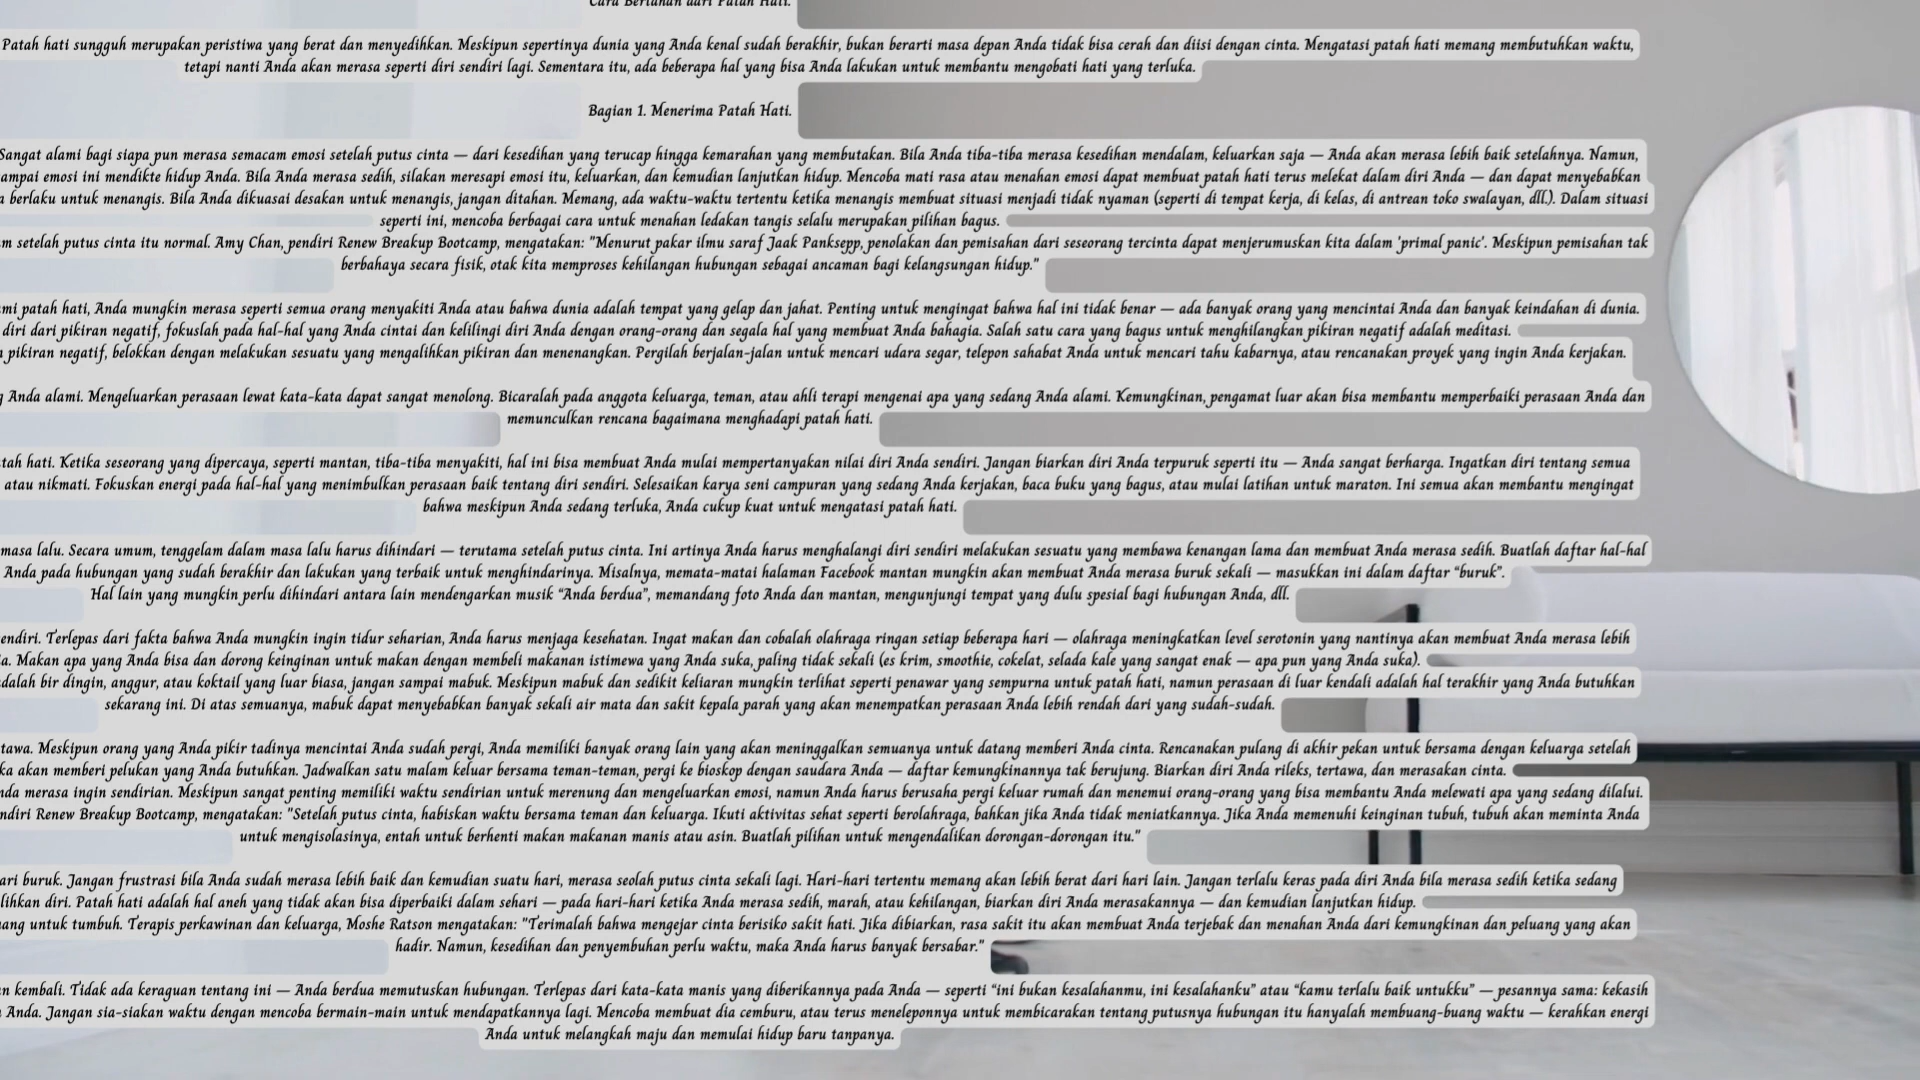 Cara Bertahan dari Patah Hati.
Patah hati sungguh merupakan peristiwa yang berat dan menyedihkan. Meskipun sepertinya dunia yang Anda kenal sudah berakhir, bukan berarti masa depan Anda tidak bisa cerah dan diisi dengan cinta. Mengatasi patah hati memang membutuhkan waktu,
tetapi nanti Anda akan merasa seperti diri sendiri lagi. Sementara itu, ada beberapa hal yang bisa Anda lakukan untuk membantu mengobati hati yang terluka.
Bagian 1. Menerima Patah Hati.
Sangat alami bagi siapa pun merasa semacam emosi setelah putus cinta — dari kesedihan yang terucap hingga kemarahan yang membutakan. Bila Anda tiba-tiba merasa kesedihan mendalam, keluarkan saja — Anda akan merasa lebih baik setelahnya. Namun,
ampai emosi ini mendikte hidup Anda. Bila Anda merasa sedih, silakan meresapi emosi itu, keluarkan, dan kemudian lanjutkan hidup. Mencoba mati rasa atau menahan emosi dapat membuat patah hati terus melekat dalam diri Anda — dan dapat menyebabkan
a berlaku untuk menangis. Bila Anda dikuasai desakan untuk menangis, jangan ditahan. Memang, ada waktu-waktu tertentu ketika menangis membuat situasi menjadi tidak nyaman (seperti di tempat kerja, di kelas, di antrean toko swalayan, dll.). Dalam situasi
seperti ini, mencoba berbagai cara untuk menahan ledakan tangis selalu merupakan pilihan bagus.
m setelah putus cinta itu normal. Amy Chan, pendiri Renew Breakup Bootcamp, mengatakan: "Menurut pakar ilmu saraf Jaak Panksepp, penolakan dan pemisahan dari seseorang tercinta dapat menjerumuskan kita dalam 'primal panic'. Meskipun pemisahan tak
berbahaya secara fisik, otak kita memproses kehilangan hubungan sebagai ancaman bagi kelangsungan hidup."
mi patah hati, Anda mungkin merasa seperti semua orang menyakiti Anda atau bahwa dunia adalah tempat yang gelap dan jahat. Penting untuk mengingat bahwa hal ini tidak benar — ada banyak orang yang mencintai Anda dan banyak keindahan di dunia.
diri dari pikiran negatif, fokuslah pada hal-hal yang Anda cintai dan kelilingi diri Anda dengan orang-orang dan segala hal yang membuat Anda bahagia. Salah satu cara yang bagus untuk menghilangkan pikiran negatif adalah meditasi.
pikiran negatif, belokkan dengan melakukan sesuatu yang mengalihkan pikiran dan menenangkan. Pergilah berjalan-jalan untuk mencari udara segar, telepon sahabat Anda untuk mencari tahu kabarnya, atau rencanakan proyek yang ingin Anda kerjakan.
g Anda alami. Mengeluarkan perasaan lewat kata-kata dapat sangat menolong. Bicaralah pada anggota keluarga, teman, atau ahli terapi mengenai apa yang sedang Anda alami. Kemungkinan, pengamat luar akan bisa membantu memperbaiki perasaan Anda dan
memunculkan rencana bagaimana menghadapi patah hati.
tah hati. Ketika seseorang yang dipercaya, seperti mantan, tiba-tiba menyakiti, hal ini bisa membuat Anda mulai mempertanyakan nilai diri Anda sendiri. Jangan biarkan diri Anda terpuruk seperti itu — Anda sangat berharga. Ingatkan diri tentang semua
atau nikmati. Fokuskan energi pada hal-hal yang menimbulkan perasaan baik tentang diri sendiri. Selesaikan karya seni campuran yang sedang Anda kerjakan, baca buku yang bagus, atau mulai latihan untuk maraton. Ini semua akan membantu mengingat
bahwa meskipun Anda sedang terluka, Anda cukup kuat untuk mengatasi patah hati.
masa lalu. Secara umum, tenggelam dalam masa lalu harus dihindari — terutama setelah putus cinta. Ini artinya Anda harus menghalangi diri sendiri melakukan sesuatu yang membawa kenangan lama dan membuat Anda merasa sedih. Buatlah daftar hal-hal
Anda pada hubungan yang sudah berakhir dan lakukan yang terbaik untuk menghindarinya. Misalnya, memata-matai halaman Facebook mantan mungkin akan membuat Anda merasa buruk sekali — masukkan ini dalam daftar “buruk”.
Hal lain yang mungkin perlu dihindari antara lain mendengarkan musik “Anda berdua”, memandang foto Anda dan mantan, mengunjungi tempat yang dulu spesial bagi hubungan Anda, dll.
endiri. Terlepas dari fakta bahwa Anda mungkin ingin tidur seharian, Anda harus menjaga kesehatan. Ingat makan dan cobalah olahraga ringan setiap beberapa hari — olahraga meningkatkan level serotonin yang nantinya akan membuat Anda merasa lebih
ia. Makan apa yang Anda bisa dan dorong keinginan untuk makan dengan membeli makanan istimewa yang Anda suka, paling tidak sekali (es krim, smoothie, cokelat, selada kale yang sangat enak — apa pun yang Anda suka).
dalah bir dingin, anggur, atau koktail yang luar biasa, jangan sampai mabuk. Meskipun mabuk dan sedikit keliaran mungkin terlihat seperti penawar yang sempurna untuk patah hati, namun perasaan di luar kendali adalah hal terakhir yang Anda butuhkan
sekarang ini. Di atas semuanya, mabuk dapat menyebabkan banyak sekali air mata dan sakit kepala parah yang akan menempatkan perasaan Anda lebih rendah dari yang sudah-sudah.
tawa. Meskipun orang yang Anda pikir tadinya mencintai Anda sudah pergi, Anda memiliki banyak orang lain yang akan meninggalkan semuanya untuk datang memberi Anda cinta. Rencanakan pulang di akhir pekan untuk bersama dengan keluarga setelah
ka akan memberi pelukan yang Anda butuhkan. Jadwalkan satu malam keluar bersama teman-teman, pergi ke bioskop dengan saudara Anda — daftar kemungkinannya tak berujung. Biarkan diri Anda rileks, tertawa, dan merasakan cinta.
nda merasa ingin sendirian. Meskipun sangat penting memiliki waktu sendirian untuk merenung dan mengeluarkan emosi, namun Anda harus berusaha pergi keluar rumah dan menemui orang-orang yang bisa membantu Anda melewati apa yang sedang dilalui.
ndiri Renew Breakup Bootcamp, mengatakan: "Setelah putus cinta, habiskan waktu bersama teman dan keluarga. Ikuti aktivitas sehat seperti berolahraga, bahkan jika Anda tidak meniatkannya. Jika Anda memenuhi keinginan tubuh, tubuh akan meminta Anda
untuk mengisolasinya, entah untuk berhenti makan makanan manis atau asin. Buatlah pilihan untuk mengendalikan dorongan-dorongan itu."
ari buruk. Jangan frustrasi bila Anda sudah merasa lebih baik dan kemudian suatu hari, merasa seolah putus cinta sekali lagi. Hari-hari tertentu memang akan lebih berat dari hari lain. Jangan terlalu keras pada diri Anda bila merasa sedih ketika sedang
lihkan diri. Patah hati adalah hal aneh yang tidak akan bisa diperbaiki dalam sehari — pada hari-hari ketika Anda merasa sedih, marah, atau kehilangan, biarkan diri Anda merasakannya — dan kemudian lanjutkan hidup.
ang untuk tumbuh. Terapis perkawinan dan keluarga, Moshe Ratson mengatakan: "Terimalah bahwa mengejar cinta berisiko sakit hati. Jika dibiarkan, rasa sakit itu akan membuat Anda terjebak dan menahan Anda dari kemungkinan dan peluang yang akan
hadir. Namun, kesedihan dan penyembuhan perlu waktu, maka Anda harus banyak bersabar."
n kembali. Tidak ada keraguan tentang ini — Anda berdua memutuskan hubungan. Terlepas dari kata-kata manis yang diberikannya pada Anda — seperti “ini bukan kesalahanmu, ini kesalahanku” atau “kamu terlalu baik untukku” — pesannya sama: kekasih
Anda. Jangan sia-siakan waktu dengan mencoba bermain-main untuk mendapatkannya lagi. Mencoba membuat dia cemburu, atau terus meneleponnya untuk membicarakan tentang putusnya hubungan itu hanyalah membuang-buang waktu — kerahkan energi
Anda untuk melangkah maju dan memulai hidup baru tanpanya.